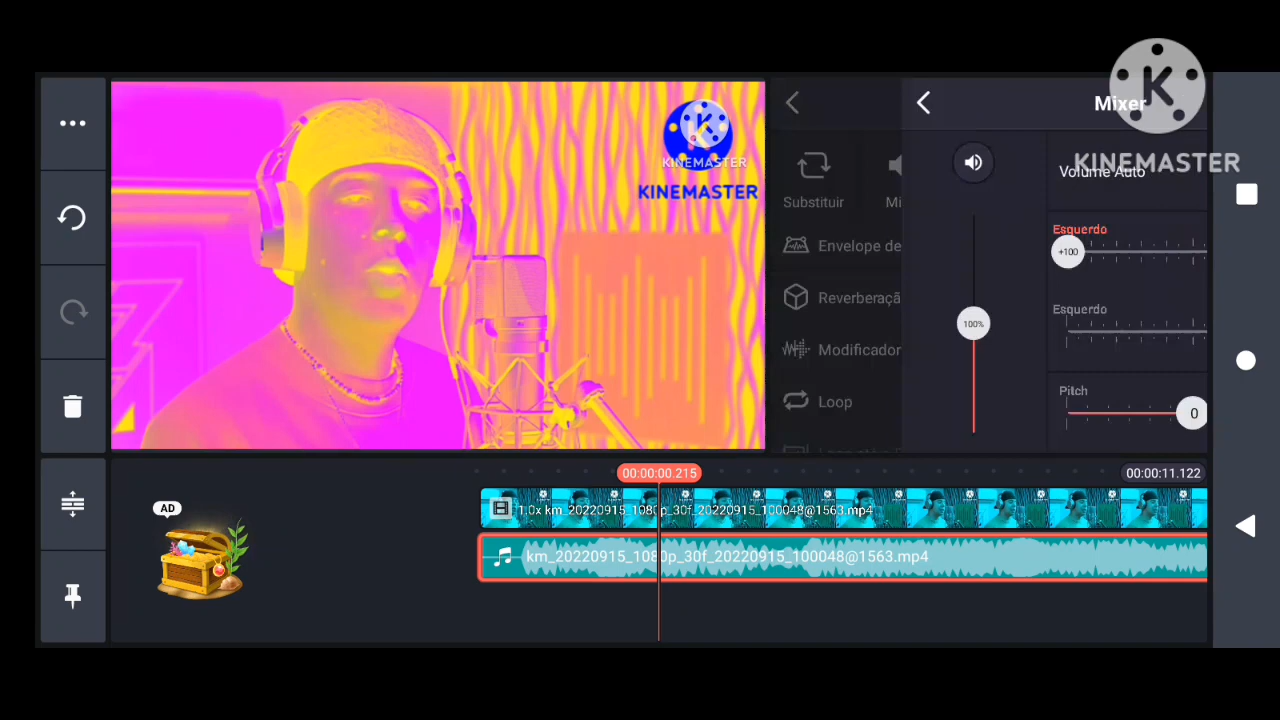 KINEMASTER
KINEMASTER
Mixer
KINEMASTER
Volume Auto
Substituir
Mi
Envelope de
Reverberaçã
Modificador
Loop
100%
Esquerdo
+100
Esquerdo
Pitch
0
00:00:00.215
00:00:11.122
AD
1.0x km_20220915_1080p_30f_20220915_100048@1563.mp4
km_20220915_1080p_30f_20220915_100048@1563.mp4